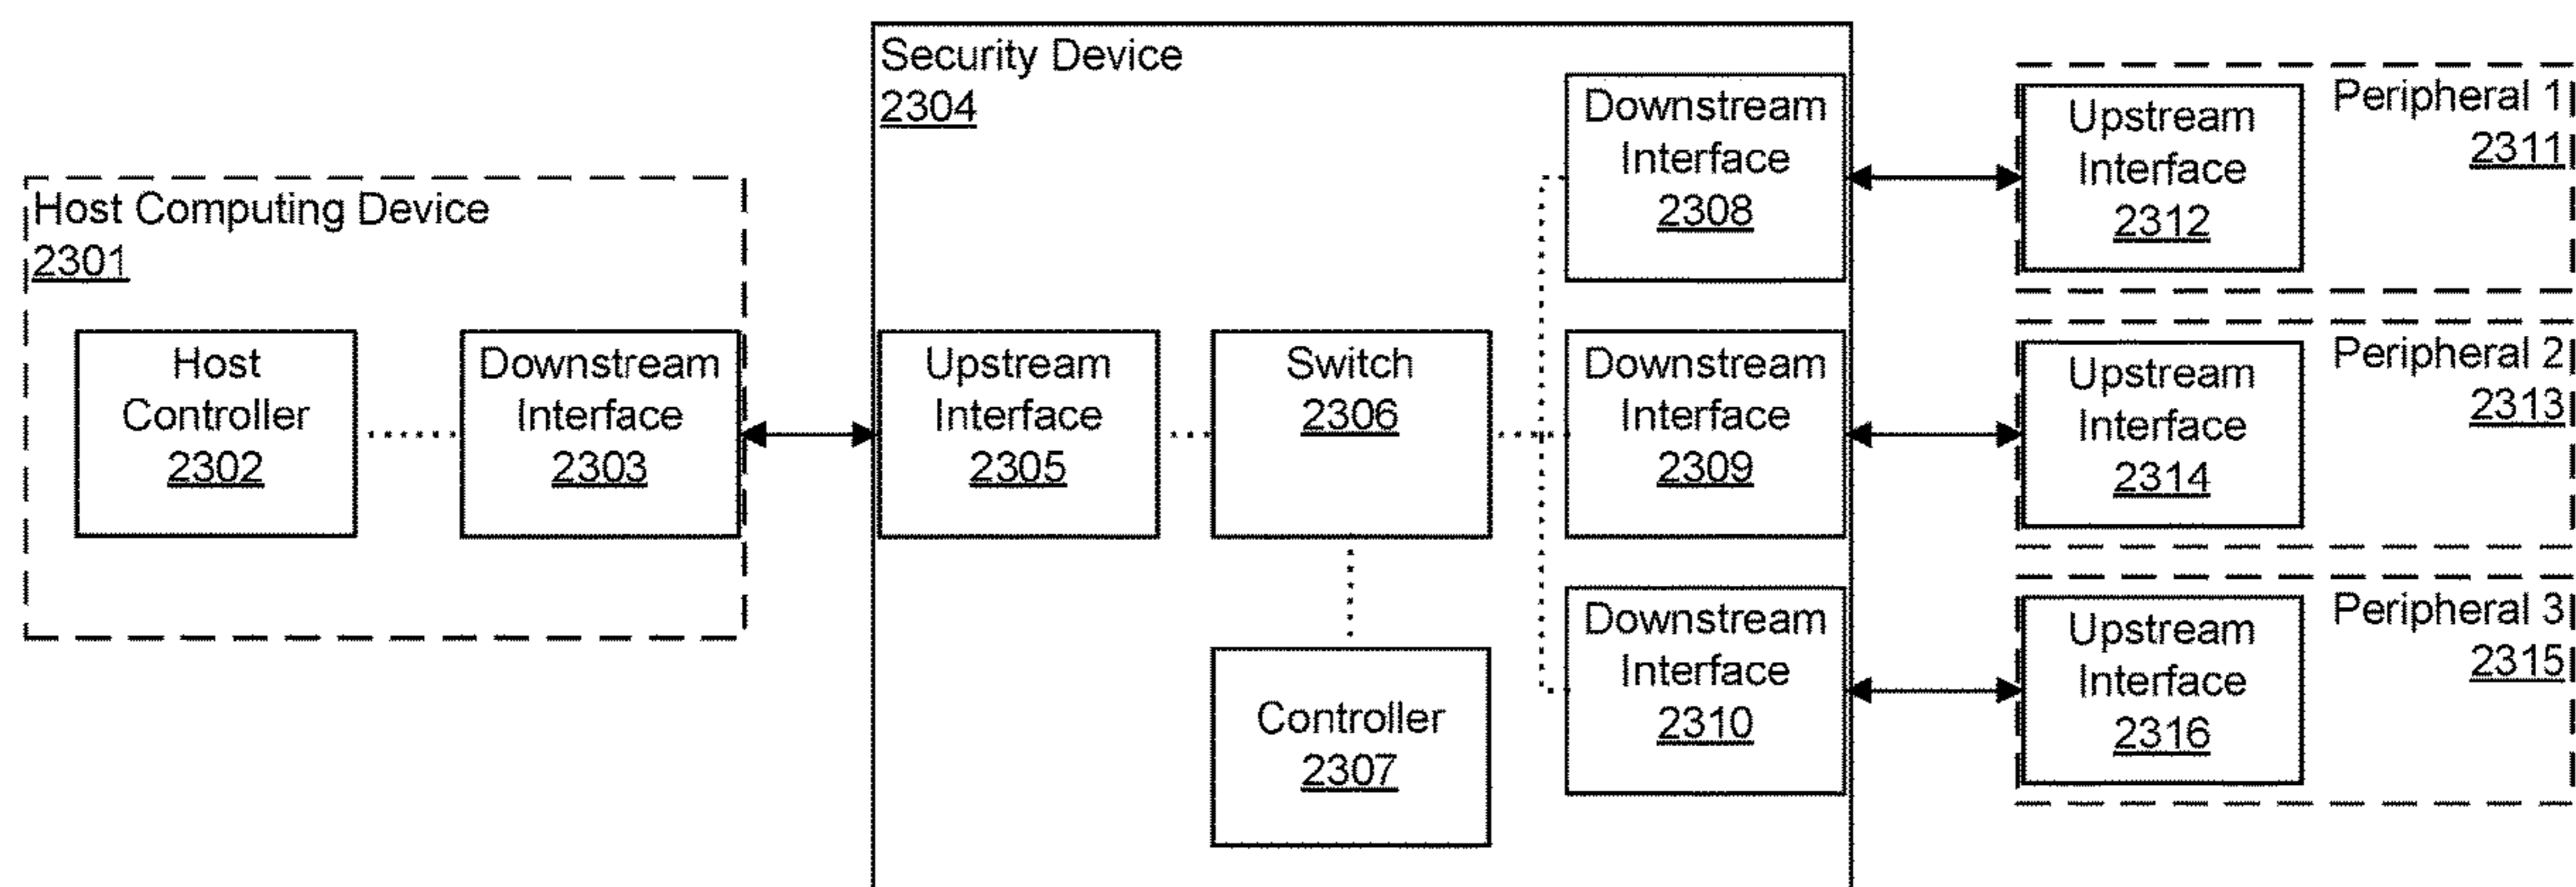 Security Device
2304
Host Computing Device
2301
Host
Controller
2302
Downstream
Interface
2303
Upstream
Interface
2305
Switch
2306
Controller
2307
Downstream
Interface
2308
Downstream
Interface
2309
Downstream
Interface
2310
Peripheral 1
2311
Upstream
Interface
2312
Peripheral 2
2313
Upstream
Interface
2314
Peripheral 3
2315
Upstream
Interface
2316